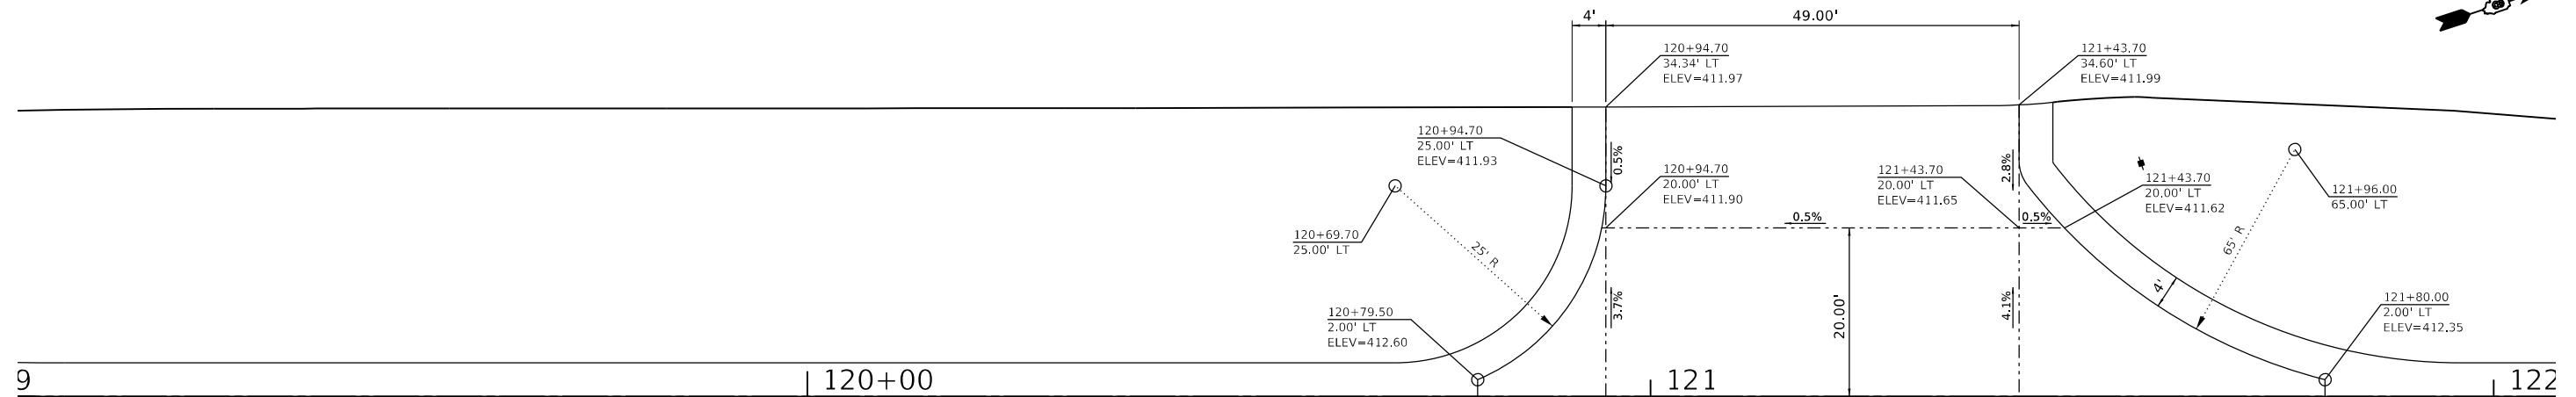 4'
49.00'
120+94.70
34.34' LT
ELEV=411.97
121+43.70
34.60' LT
ELEV=411.99
120+94.70
25.00' LT
ELEV=411.93
0.5%
120+94.70
20.00' LT
ELEV=411.90
121+43.70
20.00' LT
ELEV=411.65
2.8%
121+43.70
20.00' LT
ELEV=411.62
121+96.00
65.00' LT
0.5%
0.5%
120+69.70
25.00' LT
25' R
65' R
4'
120+79.50
2.00' LT
ELEV=412.60
3.7%
20.00'
4.1%
121+80.00
2.00' LT
ELEV=412.35
9
120+00
121
122